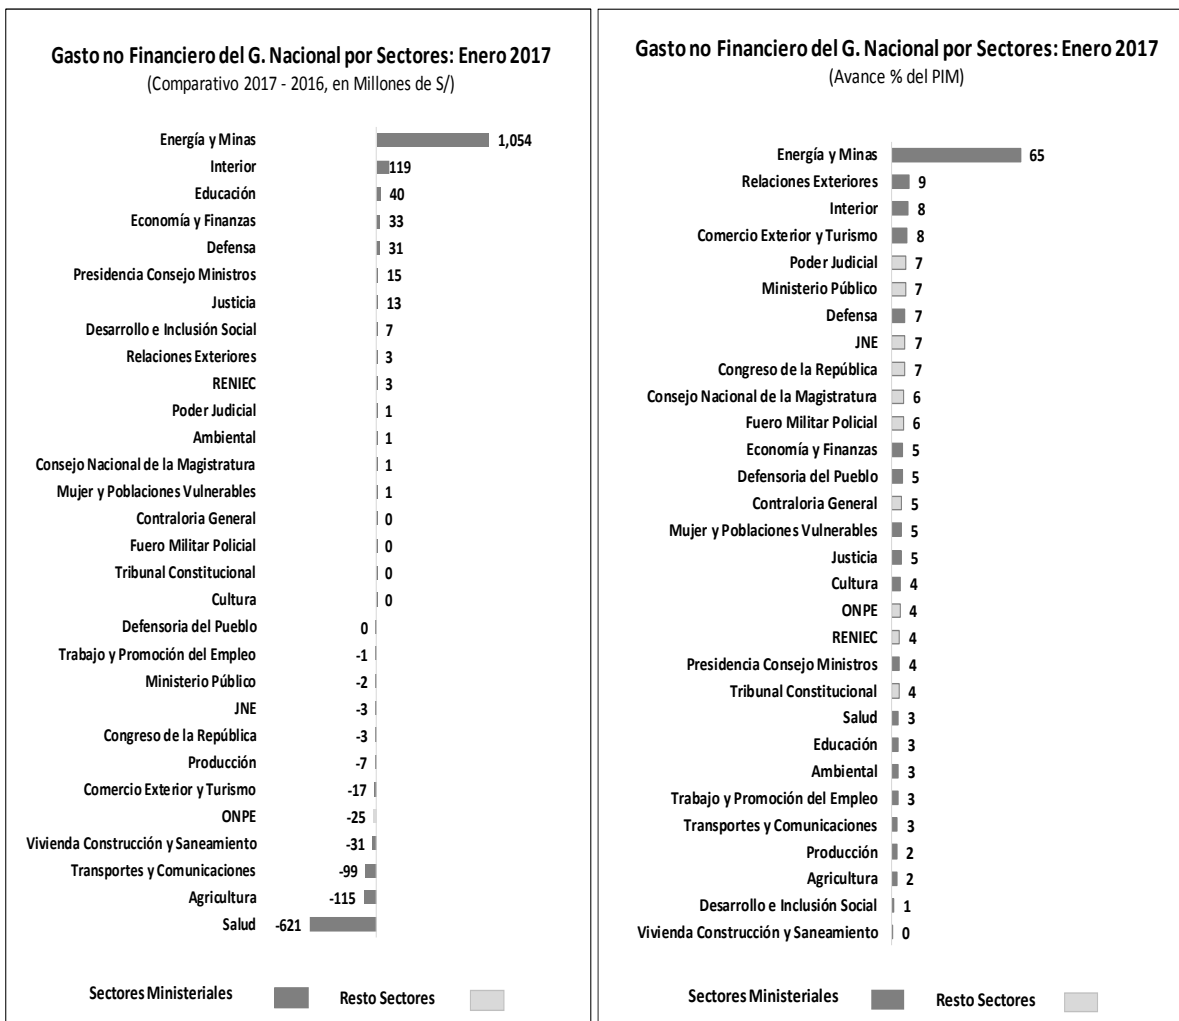 Gasto no Financiero del G. Nacional por Sectores: Enero 2017
(Comparativo 2017 - 2016, en Millones de S/)
Energía y Minas 1,054
Interior 119
Educación 40
Economía y Finanzas 33
Defensa 31
Presidencia Consejo Ministros 15
Justicia 13
Desarrollo e Inclusión Social 7
Relaciones Exteriores 3
RENIEC 3
Poder Judicial 1
Ambiental 1
Consejo Nacional de la Magistratura 1
Mujer y Poblaciones Vulnerables 1
Contraloria General 0
Fuero Militar Policial 0
Tribunal Constitucional 0
Cultura 0
Defensoria del Pueblo 0
Trabajo y Promoción del Empleo -1
Ministerio Público -2
JNE -3
Congreso de la República -3
Producción -7
Comercio Exterior y Turismo -17
ONPE -25
Vivienda Construcción y Saneamiento -31
Transportes y Comunicaciones -99
Agricultura -115
Salud -621
Sectores Ministeriales Resto Sectores
Gasto no Financiero del G. Nacional por Sectores: Enero 2017
(Avance % del PIM)
Energía y Minas 65
Relaciones Exteriores 9
Interior 8
Comercio Exterior y Turismo 8
Poder Judicial 7
Ministerio Público 7
Defensa 7
JNE 7
Congreso de la República 7
Consejo Nacional de la Magistratura 6
Fuero Militar Policial 6
Economía y Finanzas 5
Defensoria del Pueblo 5
Contraloria General 5
Mujer y Poblaciones Vulnerables 5
Justicia 5
Cultura 4
ONPE 4
RENIEC 4
Presidencia Consejo Ministros 4
Tribunal Constitucional 4
Salud 3
Educación 3
Ambiental 3
Trabajo y Promoción del Empleo 3
Transportes y Comunicaciones 3
Producción 2
Agricultura 2
Desarrollo e Inclusión Social 1
Vivienda Construcción y Saneamiento 0
Sectores Ministeriales Resto Sectores